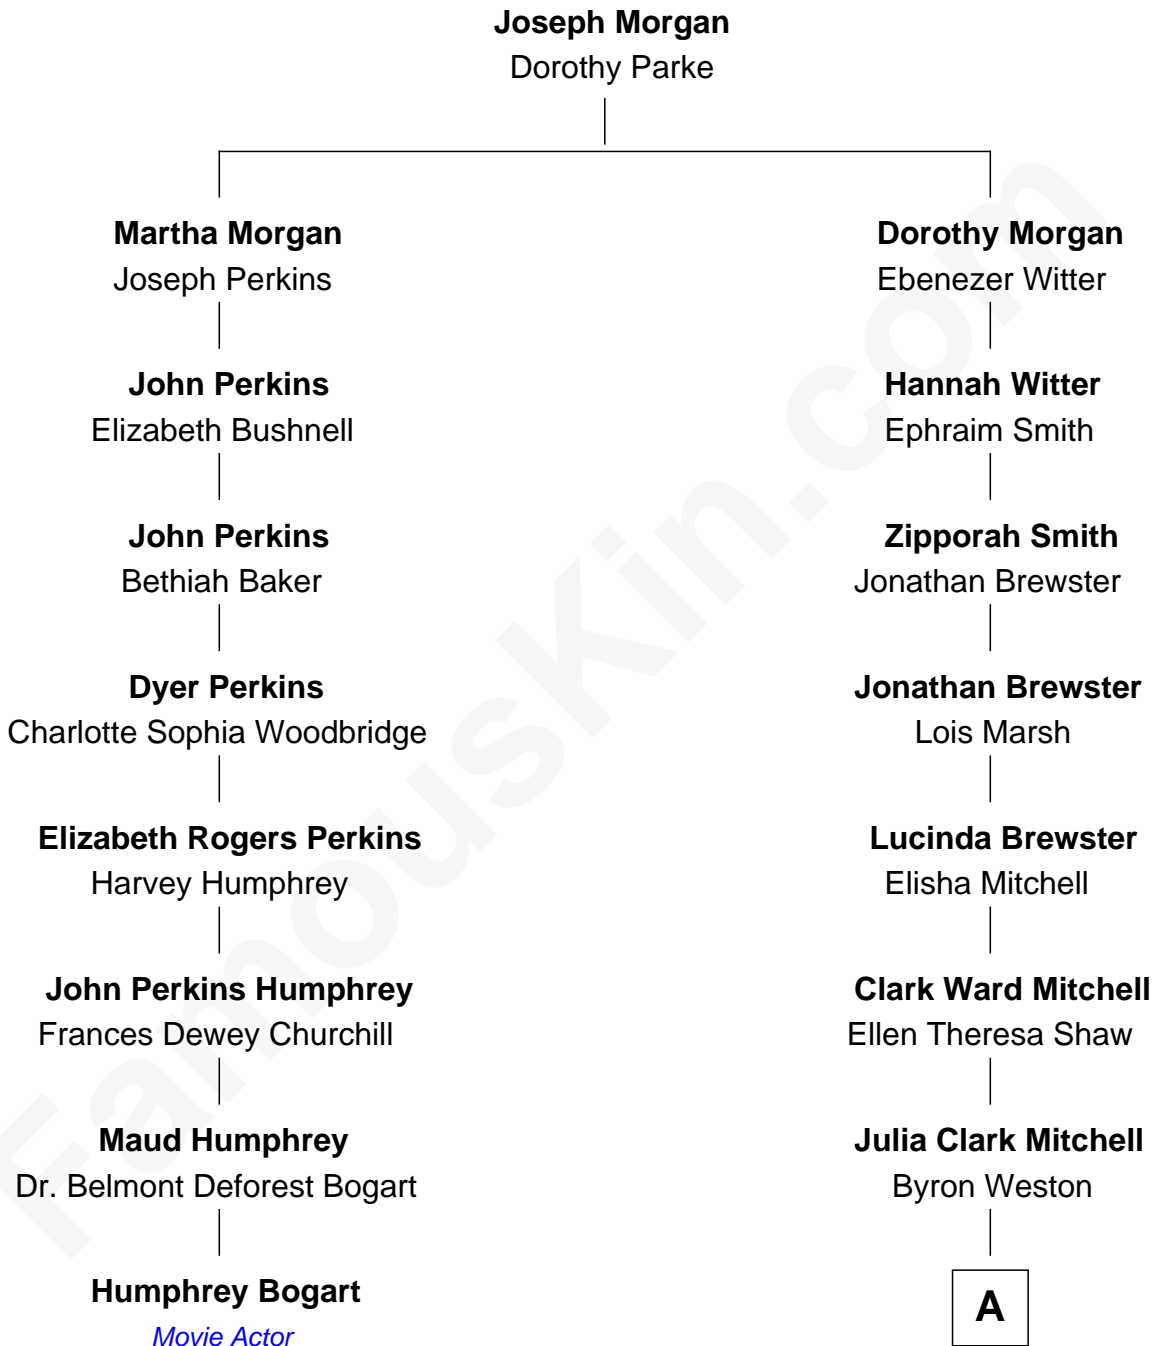 Joseph Morgan
Dorothy Parke
Martha Morgan
Joseph Perkins
Dorothy Morgan
Ebenezer Witter
John Perkins
Elizabeth Bushnell
Hannah Witter
Ephraim Smith
John Perkins
Bethiah Baker
Zipporah Smith
Jonathan Brewster
Dyer Perkins
Charlotte Sophia Woodbridge
Jonathan Brewster
Lois Marsh
Elizabeth Rogers Perkins
Harvey Humphrey
Lucinda Brewster
Elisha Mitchell
John Perkins Humphrey
Frances Dewey Churchill
Clark Ward Mitchell
Ellen Theresa Shaw
Maud Humphrey
Dr. Belmont Deforest Bogart
Julia Clark Mitchell
Byron Weston
Humphrey Bogart
Movie Actor
A
FamousKin.com